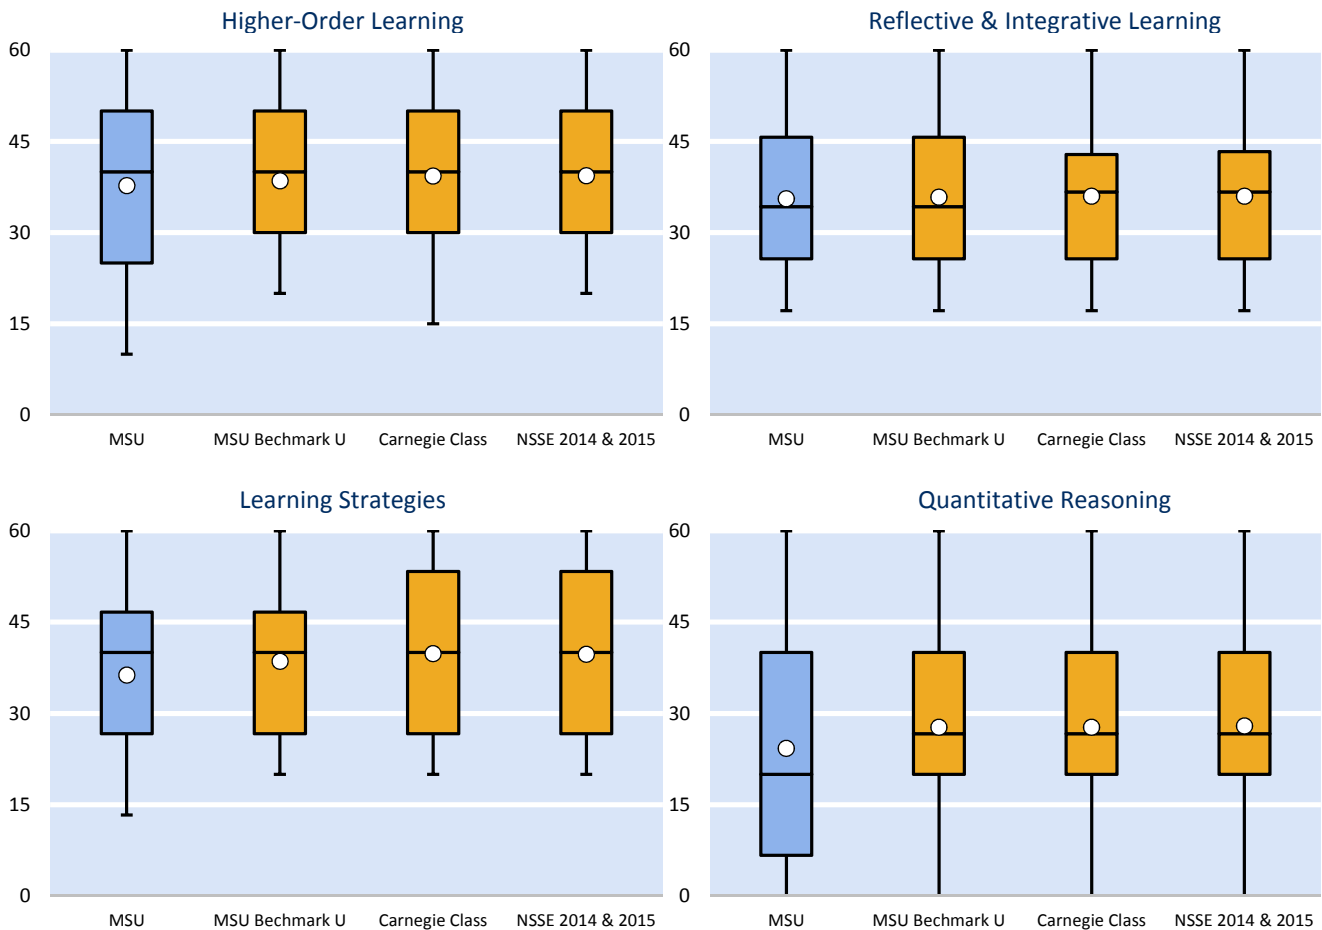 Higher-Order Learning
60
45
30
15
0
MSU MSU Bechmark U Carnegie Class NSSE 2014 & 2015
Reflective & Integrative Learning
60
45
30
15
0
MSU MSU Bechmark U Carnegie Class NSSE 2014 & 2015
Learning Strategies
60
45
30
15
0
MSU MSU Bechmark U Carnegie Class NSSE 2014 & 2015
Quantitative Reasoning
60
45
30
15
0
MSU MSU Bechmark U Carnegie Class NSSE 2014 & 2015